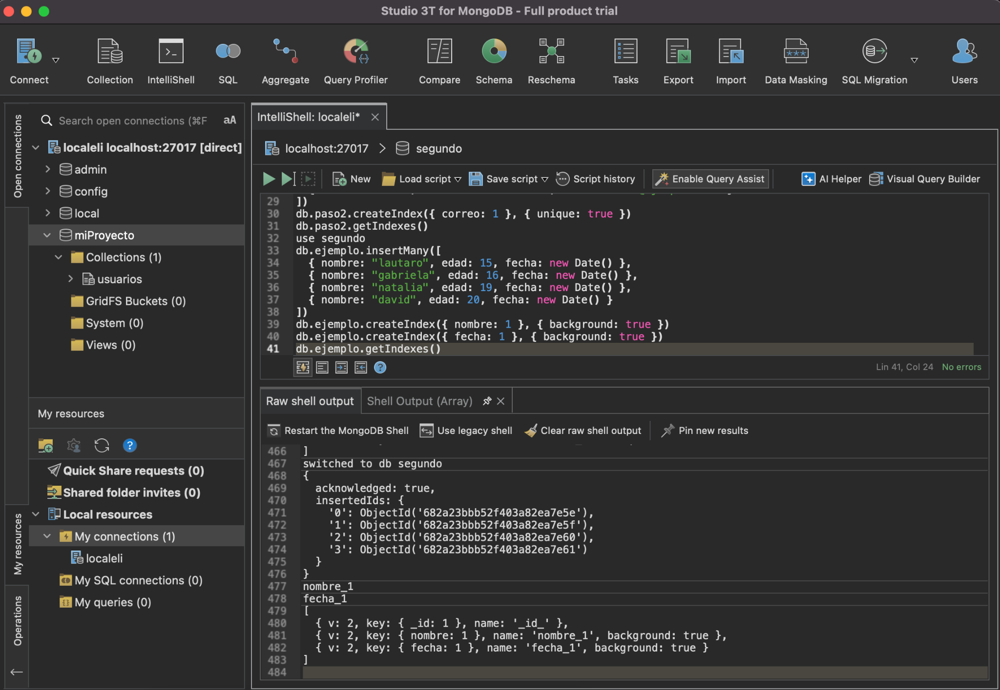 Studio 3T for MongoDB - Full product trial
Connect
Collection
IntelliShell
SQL
Aggregate
Query Profiler
Compare
Schema
Reschema
Tasks
Export
Import
Data Masking
SQL Migration
Users
Open connections
My resources
Operations
Search open connections (⌘F
aA
localeli localhost:27017 [direct]
admin
config
local
miProyecto
Collections (1)
usuarios
GridFS Buckets (0)
System (0)
Views (0)
My resources
Quick Share requests (0)
Shared folder invites (0)
Local resources
My connections (1)
localeli
My SQL connections (0)
My queries (0)
IntelliShell: localeli*
localhost:27017 > segundo
New
Load script
Save script
Script history
Enable Query Assist
AI Helper
Visual Query Builder
29 ])
30 db.paso2.createIndex({ correo: 1 }, { unique: true })
31 db.paso2.getIndexes()
32 use segundo
33 db.ejemplo.insertMany([
34   { nombre: "lautaro", edad: 15, fecha: new Date() },
35   { nombre: "gabriela", edad: 16, fecha: new Date() },
36   { nombre: "natalia", edad: 19, fecha: new Date() },
37   { nombre: "david", edad: 20, fecha: new Date() }
38 ])
39 db.ejemplo.createIndex({ nombre: 1 }, { background: true })
40 db.ejemplo.createIndex({ fecha: 1 }, { background: true })
41 db.ejemplo.getIndexes()
Lin 41, Col 24 No errors
Raw shell output
Shell Output (Array)
Restart the MongoDB Shell
Use legacy shell
Clear raw shell output
Pin new results
466 ]
467 switched to db segundo
468 {
469   acknowledged: true,
470   insertedIds: {
471     '0': ObjectId('682a23bbb52f403a82ea7e5e'),
472     '1': ObjectId('682a23bbb52f403a82ea7e5f'),
473     '2': ObjectId('682a23bbb52f403a82ea7e60'),
474     '3': ObjectId('682a23bbb52f403a82ea7e61')
475   }
476 }
477 nombre_1
478 fecha_1
479 [
480   { v: 2, key: { _id: 1 }, name: '_id_' },
481   { v: 2, key: { nombre: 1 }, name: 'nombre_1', background: true },
482   { v: 2, key: { fecha: 1 }, name: 'fecha_1', background: true }
483 ]
484